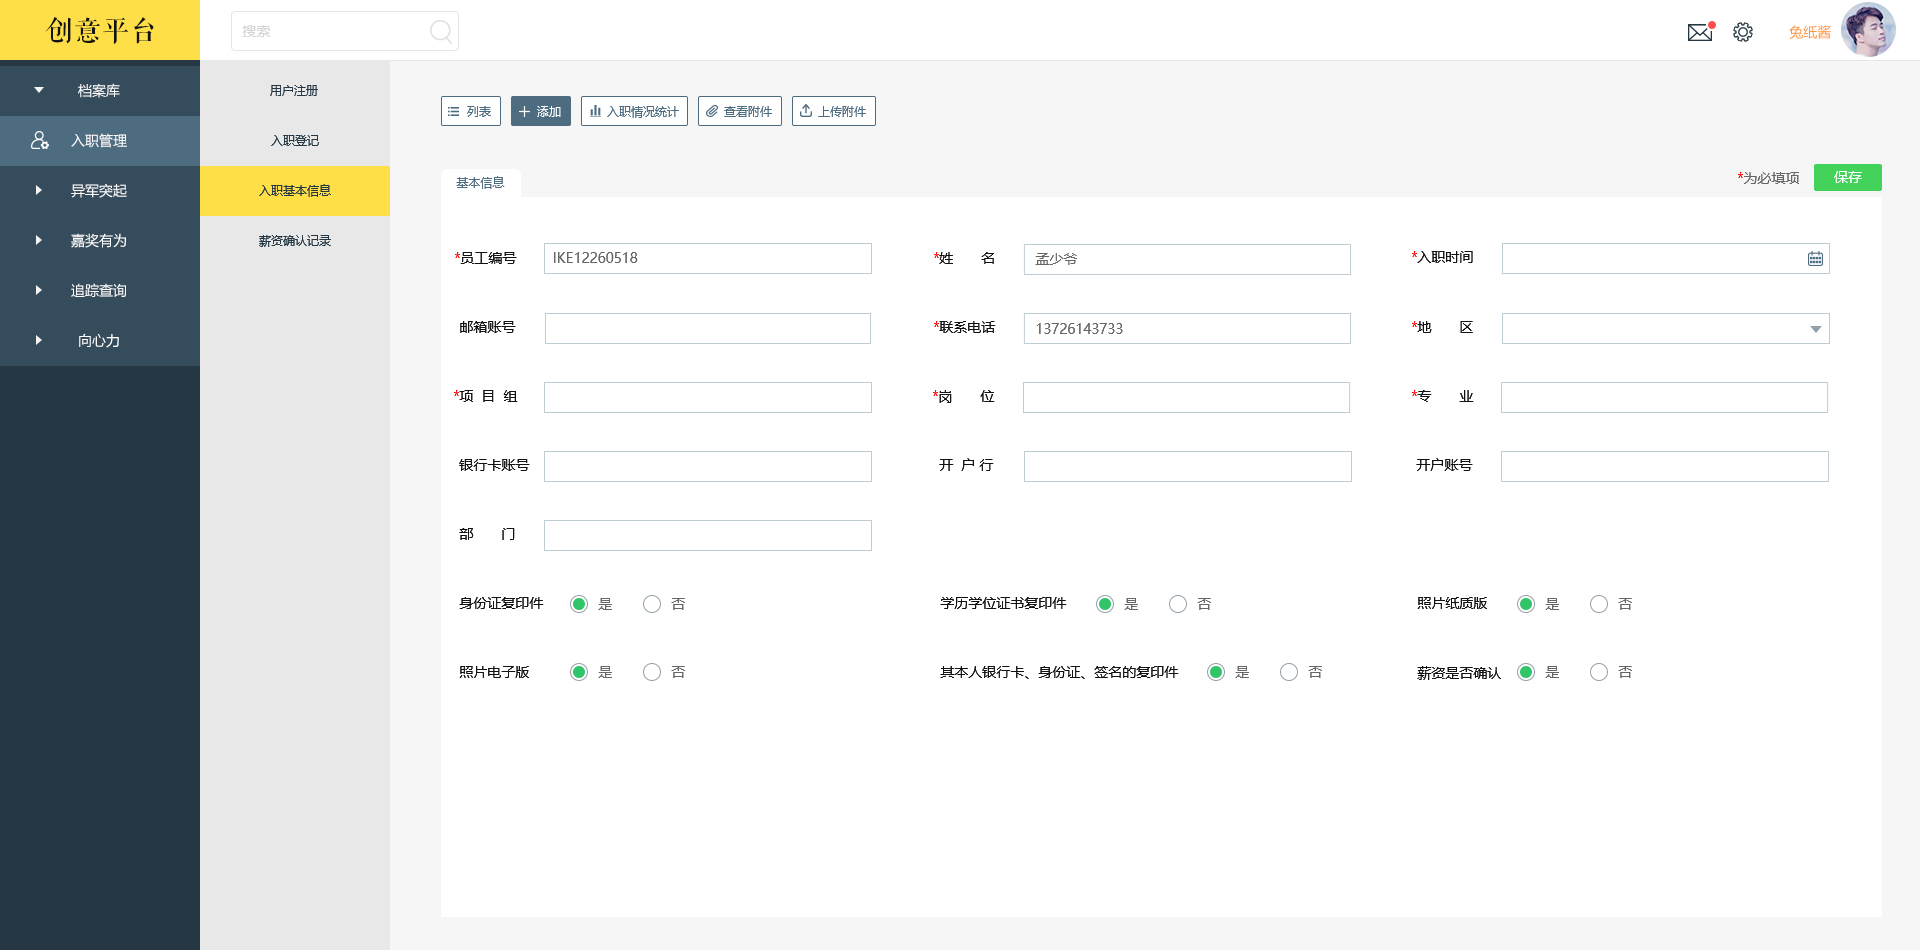 创意平台
搜索
兔纸酱
档案库
入职管理
异军突起
嘉奖有为
追踪查询
向心力
用户注册
入职登记
入职基本信息
薪资确认记录
列表 添加 入职情况统计 查看附件 上传附件
基本信息 *为必填项 保存
*员工编号 IKE12260518 *姓 名 孟少爷 *入职时间
邮箱账号 *联系电话 13726143733 *地 区
*项 目 组 *岗 位 *专 业
银行卡账号 开 户 行 开户账号
部 门
身份证复印件 是 否 学历学位证书复印件 是 否 照片纸质版 是 否
照片电子版 是 否 其本人银行卡、身份证、签名的复印件 是 否 薪资是否确认 是 否